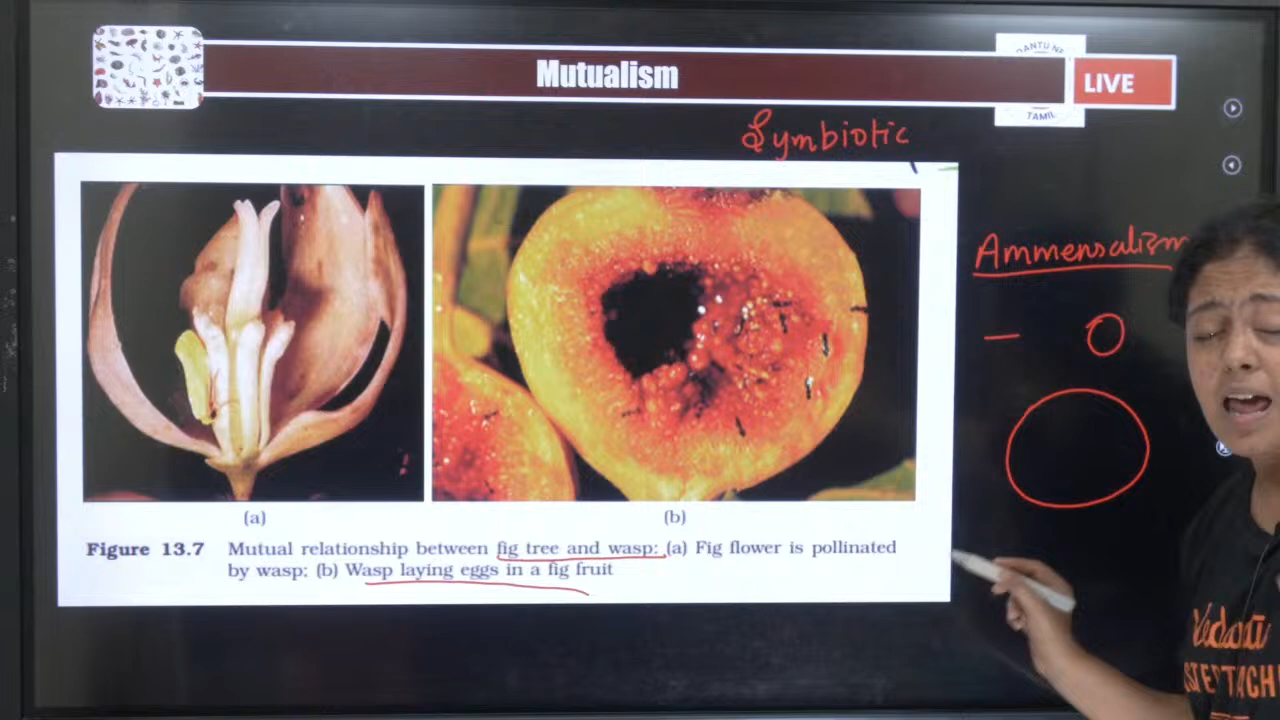 Mutualism
LIVE
TAMIL
Symbiotic
Ammensalism
— O
(a)
(b)
Figure 13.7 Mutual relationship between fig tree and wasp: (a) Fig flower is pollinated
by wasp; (b) Wasp laying eggs in a fig fruit